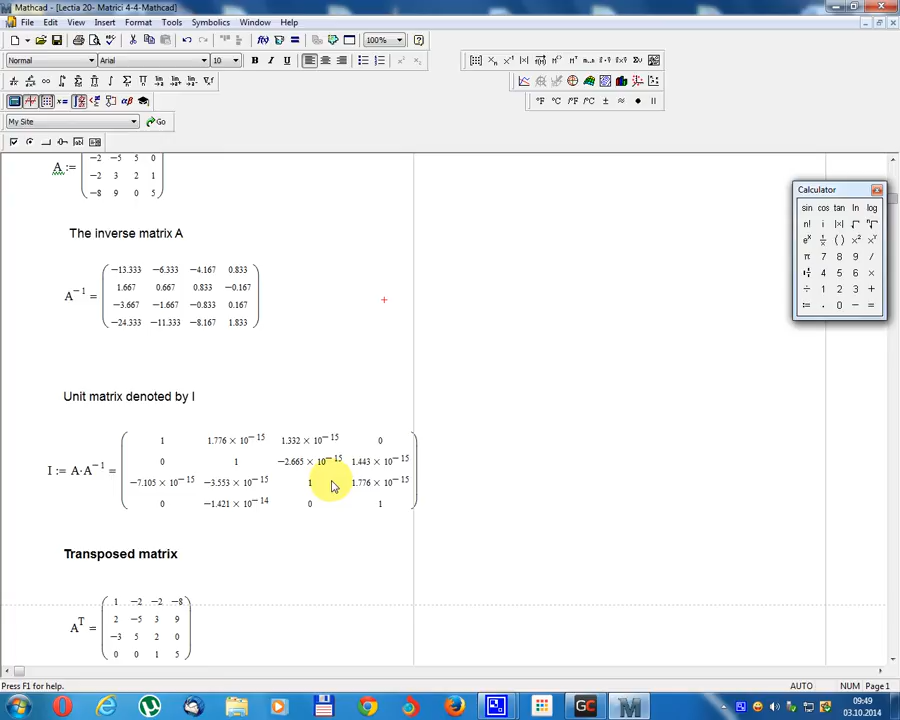 Mathcad - [Lectia 20- Matrici 4-4-Mathcad]
File Edit View Insert Format Tools Symbolics Window Help
100%
Normal Arial 10 B I U
My Site Go
Calculator
sin cos tan ln log
n! i |×|
e^x 1/x ( ) x² x^Y
π 7 8 9 /
4 5 6 ×
÷ 1 2 3 +
:= . 0 − =
−2 −5 5 0
A := −2 3 2 1
−8 9 0 5
The inverse matrix A
−13.333 −6.333 −4.167 0.833
1.667 0.667 0.833 −0.167
A⁻¹ =
−3.667 −1.667 −0.833 0.167
−24.333 −11.333 −8.167 1.833
Unit matrix denoted by I
1 1.776 × 10⁻¹⁵ 1.332 × 10⁻¹⁵ 0
0 1 −2.665 × 10⁻¹⁵ 1.443 × 10⁻¹⁵
I := A·A⁻¹ =
−7.105 × 10⁻¹⁵ −3.553 × 10⁻¹⁵ 1 1.776 × 10⁻¹⁵
0 −1.421 × 10⁻¹⁴ 0 1
Transposed matrix
1 −2 −2 −8
2 −5 3 9
Aᵀ =
−3 5 2 0
0 0 1 5
Press F1 for help. AUTO NUM Page1
09:49
03.10.2014